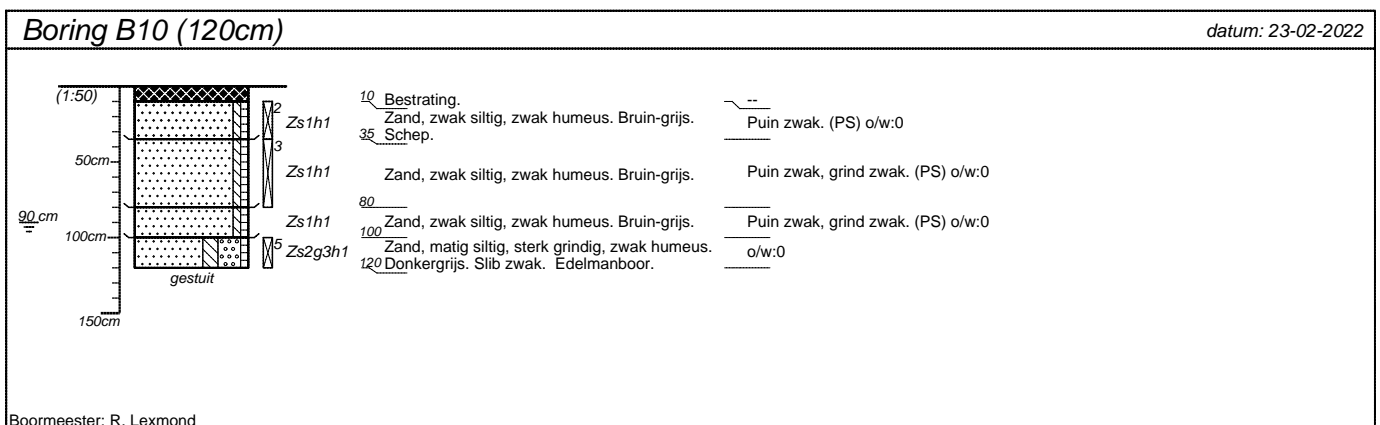 Boring B10 (120cm)
datum: 23-02-2022
(1:50)
10 Bestrating.
--
2
Zs1h1
Zand, zwak siltig, zwak humeus. Bruin-grijs.
Puin zwak. (PS) o/w:0
35 Schep.
3
50cm
Zs1h1
Zand, zwak siltig, zwak humeus. Bruin-grijs.
Puin zwak, grind zwak. (PS) o/w:0
80
90 cm
Zs1h1
Zand, zwak siltig, zwak humeus. Bruin-grijs.
Puin zwak, grind zwak. (PS) o/w:0
100cm
100
5
Zs2g3h1
Zand, matig siltig, sterk grindig, zwak humeus.
o/w:0
120 Donkergrijs. Slib zwak. Edelmanboor.
gestuit
150cm
Boormeester: R. Lexmond